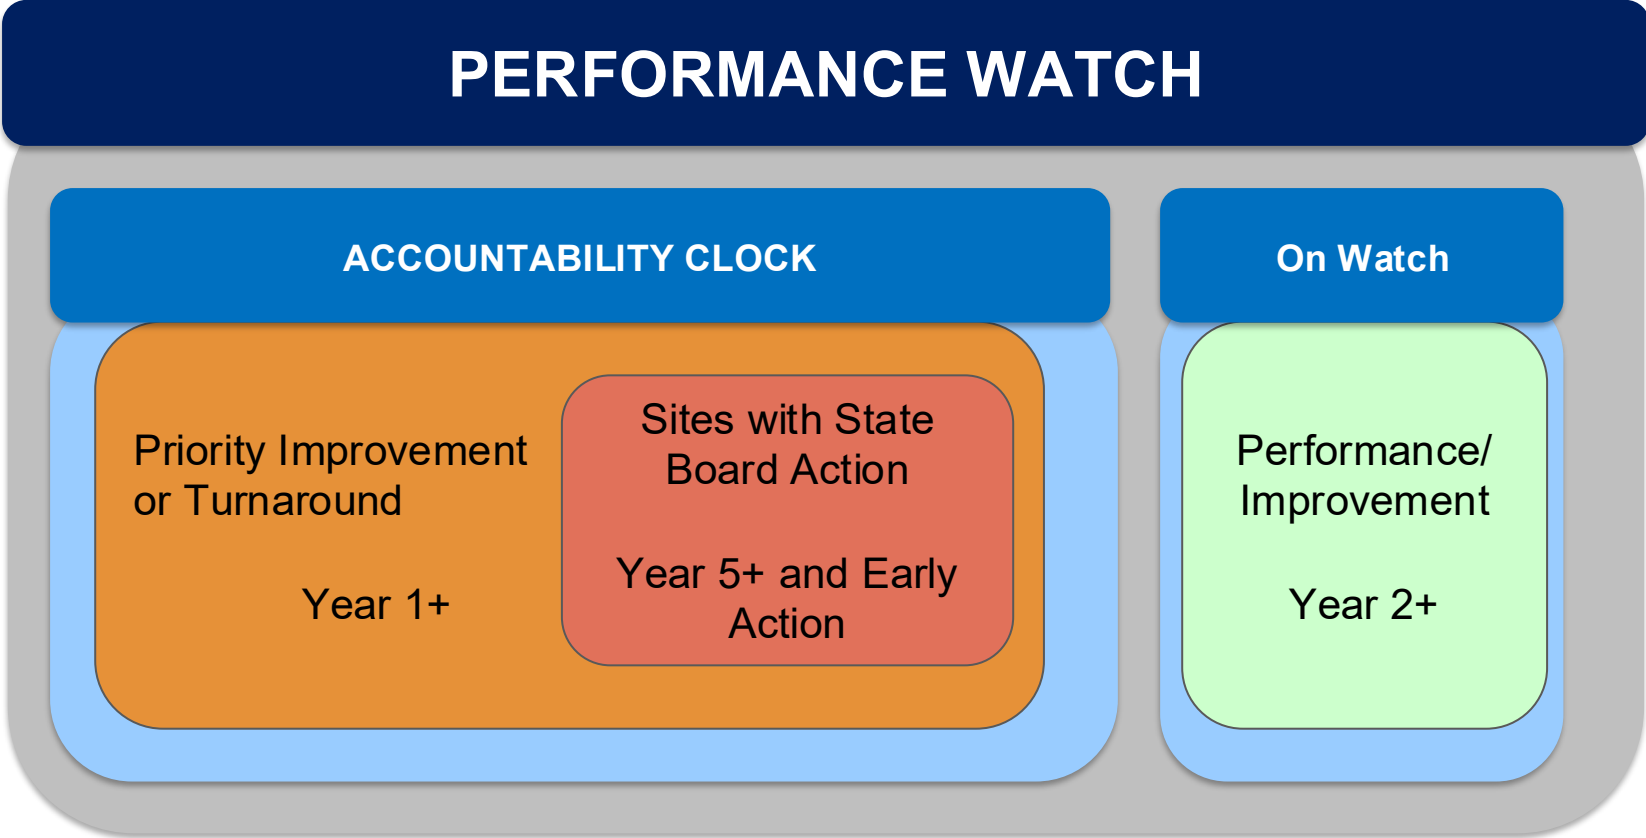 PERFORMANCE WATCH
ACCOUNTABILITY CLOCK
Priority Improvement
or Turnaround
Year 1+
Sites with State
Board Action
Year 5+ and Early
Action
On Watch
Performance/
Improvement
Year 2+